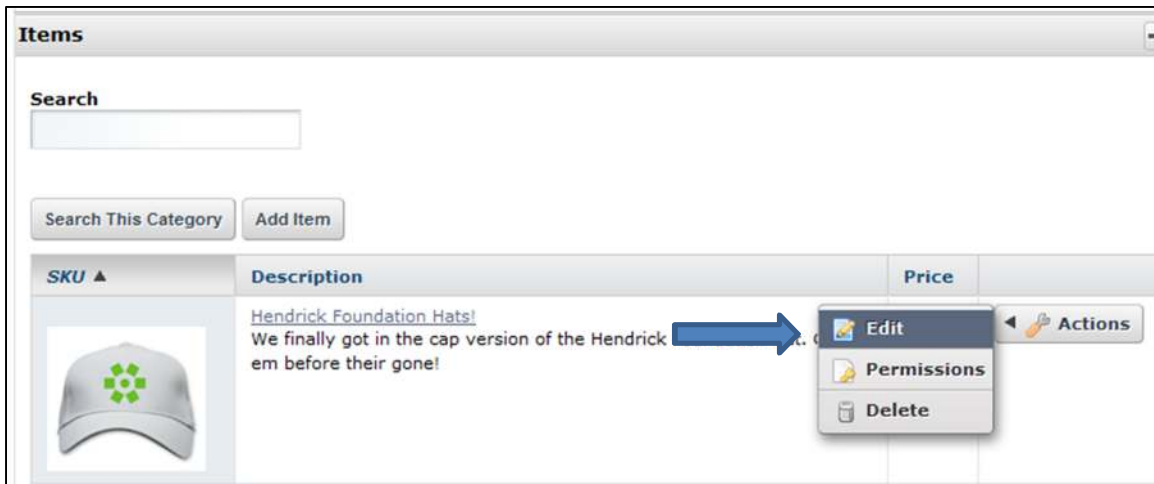 Items
Search
Search This Category
Add Item
SKU ▲
Description
Price
Hendrick Foundation Hats!
We finally got in the cap version of the Hendrick t.
em before their gone!
Edit
Permissions
Delete
Actions